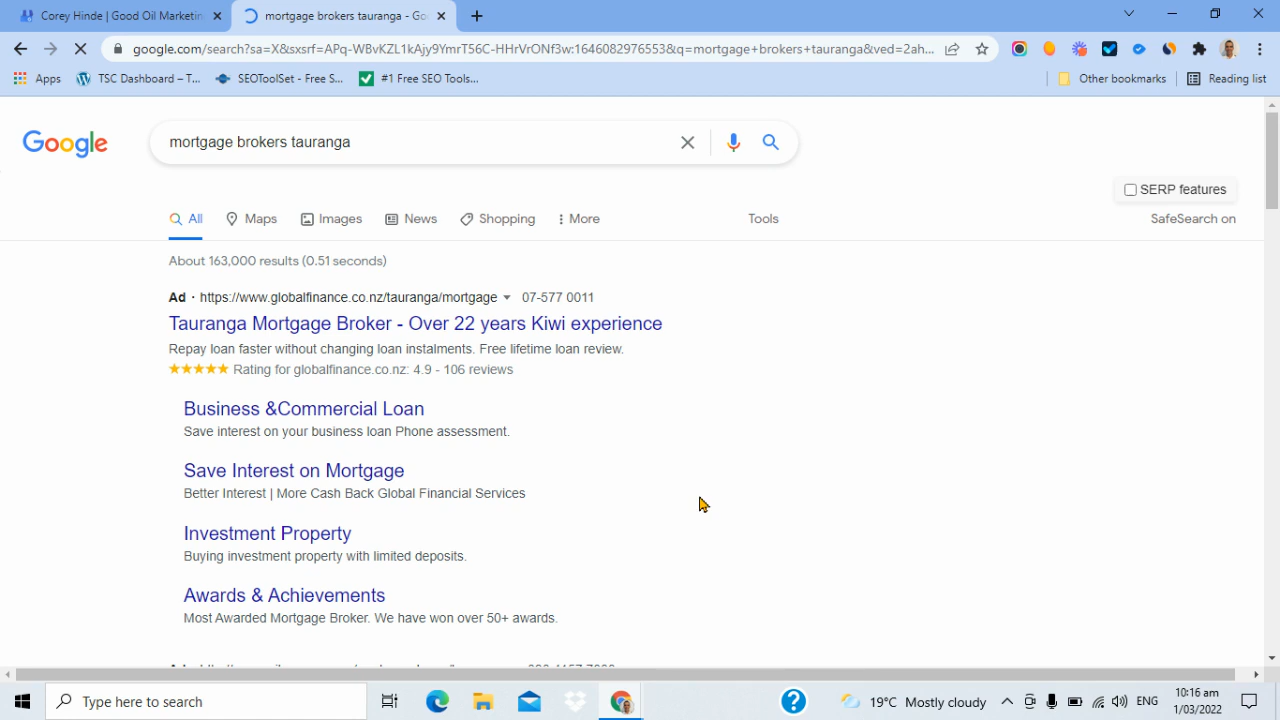 Corey Hinde | Good Oil Marketin
mortgage brokers tauranga - Go
google.com/search?sa=X&sxsrf=APq-WBvKZL1kAjy9YmrT56C-HHrVrONf3w:1646082976553&q=mortgage+brokers+tauranga&ved=2ah...
Apps
TSC Dashboard – T...
SEOToolSet - Free S...
#1 Free SEO Tools...
Other bookmarks
Reading list
Google
mortgage brokers tauranga
SERP features
All
Maps
Images
News
Shopping
More
Tools
SafeSearch on
About 163,000 results (0.51 seconds)
Ad · https://www.globalfinance.co.nz/tauranga/mortgage 07-577 0011
Tauranga Mortgage Broker - Over 22 years Kiwi experience
Repay loan faster without changing loan instalments. Free lifetime loan review.
Rating for globalfinance.co.nz: 4.9 - 106 reviews
Business &Commercial Loan
Save interest on your business loan Phone assessment.
Save Interest on Mortgage
Better Interest | More Cash Back Global Financial Services
Investment Property
Buying investment property with limited deposits.
Awards & Achievements
Most Awarded Mortgage Broker. We have won over 50+ awards.
Type here to search
19°C Mostly cloudy
ENG
10:16 am
1/03/2022